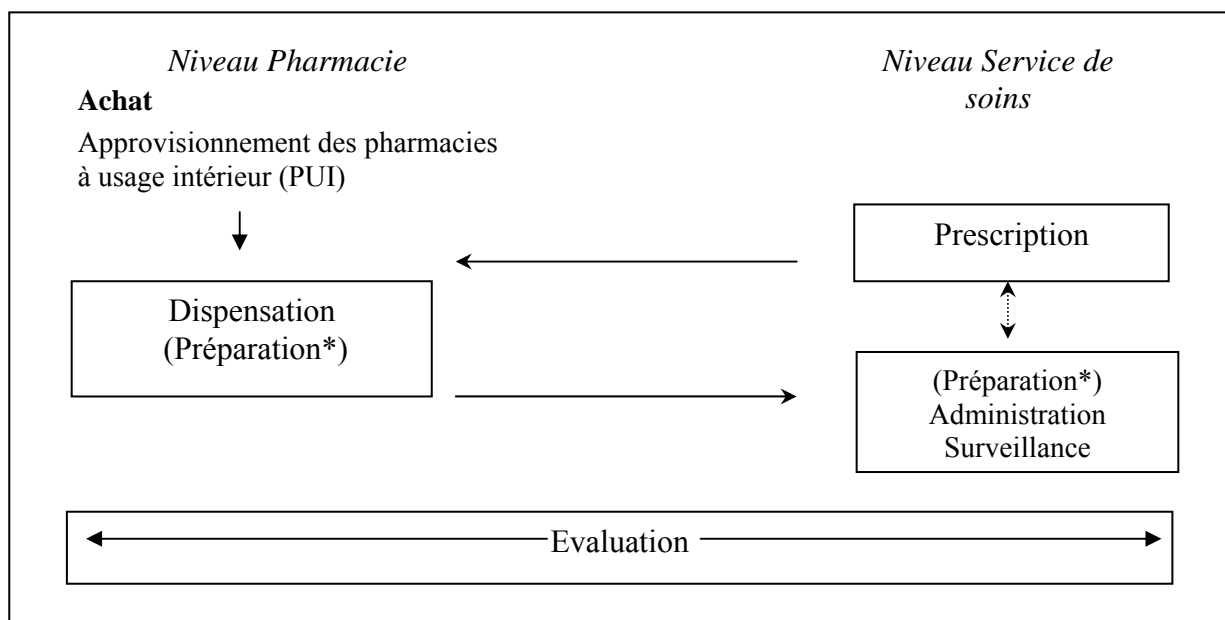 Niveau Pharmacie
Achat
Approvisionnement des pharmacies
à usage intérieur (PUI)
Dispensation
(Préparation*)
Niveau Service de
soins
Prescription
(Préparation*)
Administration
Surveillance
Evaluation